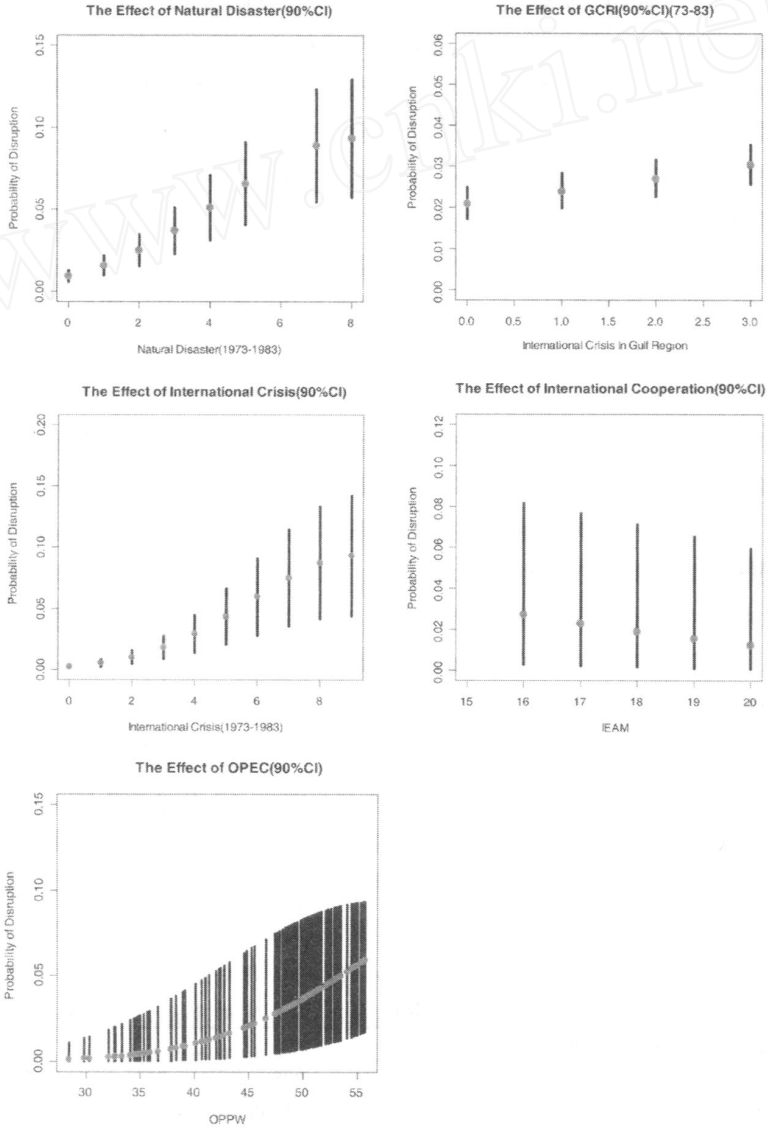 The Effect of Natural Disaster(90%CI)
Probability of Disruption
0.00 0.05 0.10 0.15
0 2 4 6 8
Natural Disaster(1973-1983)
The Effect of GCRI(90%CI)(73-83)
Probability of Disruption
0.00 0.01 0.02 0.03 0.04 0.05 0.06
0.0 0.5 1.0 1.5 2.0 2.5 3.0
International Crisis In Gulf Region
The Effect of International Crisis(90%CI)
Probability of Disruption
0.00 0.05 0.10 0.15 0.20
0 2 4 6 8
International Crisis(1973-1983)
The Effect of International Cooperation(90%CI)
Probability of Disruption
0.00 0.02 0.04 0.06 0.08 0.10 0.12
15 16 17 18 19 20
IEAM
The Effect of OPEC(90%CI)
Probability of Disruption
0.00 0.05 0.10 0.15
30 35 40 45 50 55
OPPW
www.cnki.net